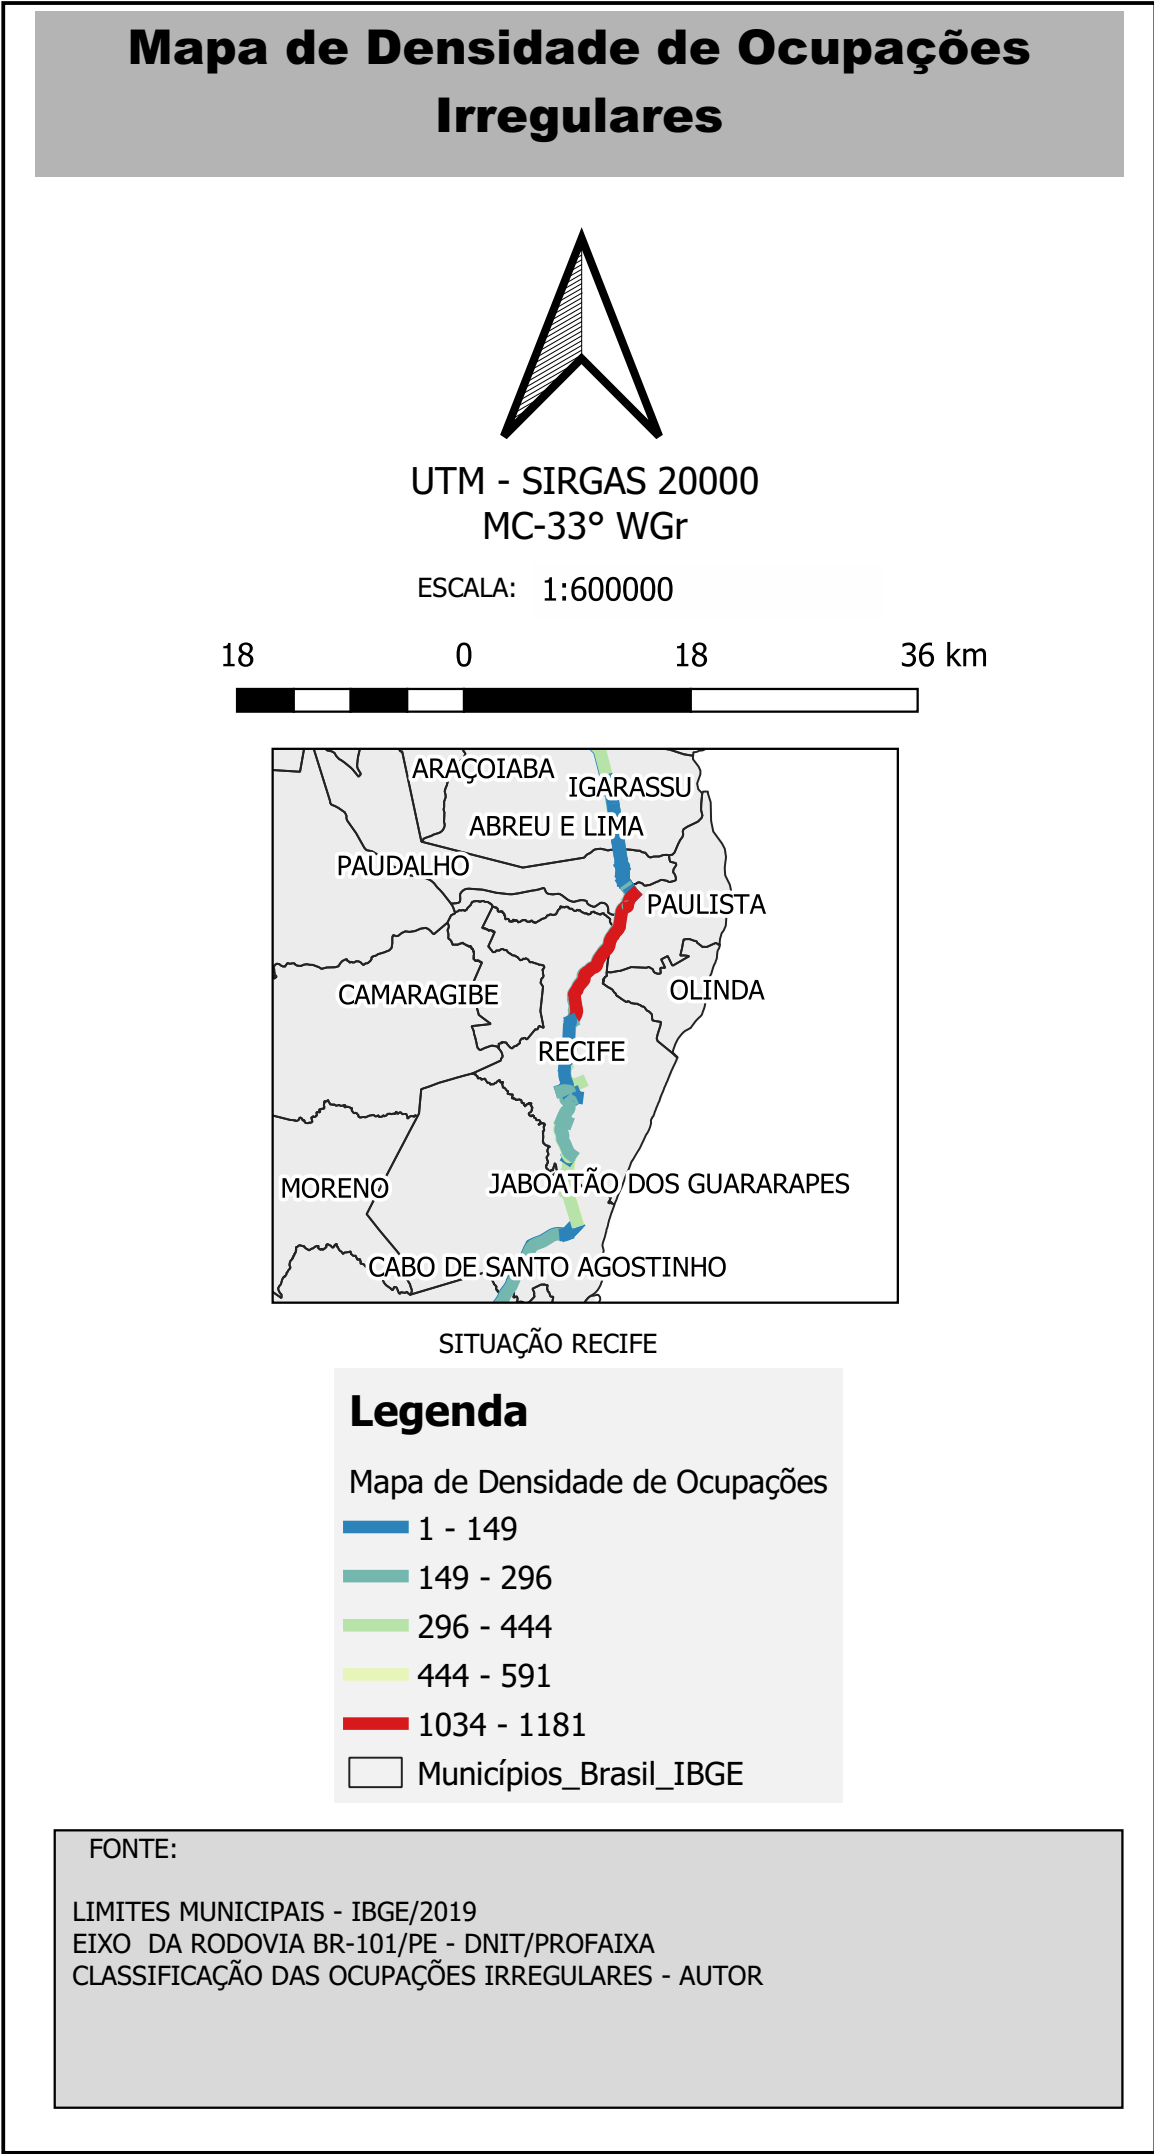 Mapa de Densidade de Ocupações
Irregulares
UTM - SIRGAS 20000
MC-33° WGr
ESCALA: 1:600000
18 0 18 36 km
ARAÇOIABA
IGARASSU
ABREU E LIMA
PAUDALHO
PAULISTA
OLINDA
CAMARAGIBE
RECIFE
JABOATÃO DOS GUARARAPES
MORENO
CABO DE SANTO AGOSTINHO
SITUAÇÃO RECIFE
Legenda
Mapa de Densidade de Ocupações
1 - 149
149 - 296
296 - 444
444 - 591
1034 - 1181
Municípios_Brasil_IBGE
FONTE:
LIMITES MUNICIPAIS - IBGE/2019
EIXO DA RODOVIA BR-101/PE - DNIT/PROFAIXA
CLASSIFICAÇÃO DAS OCUPAÇÕES IRREGULARES - AUTOR